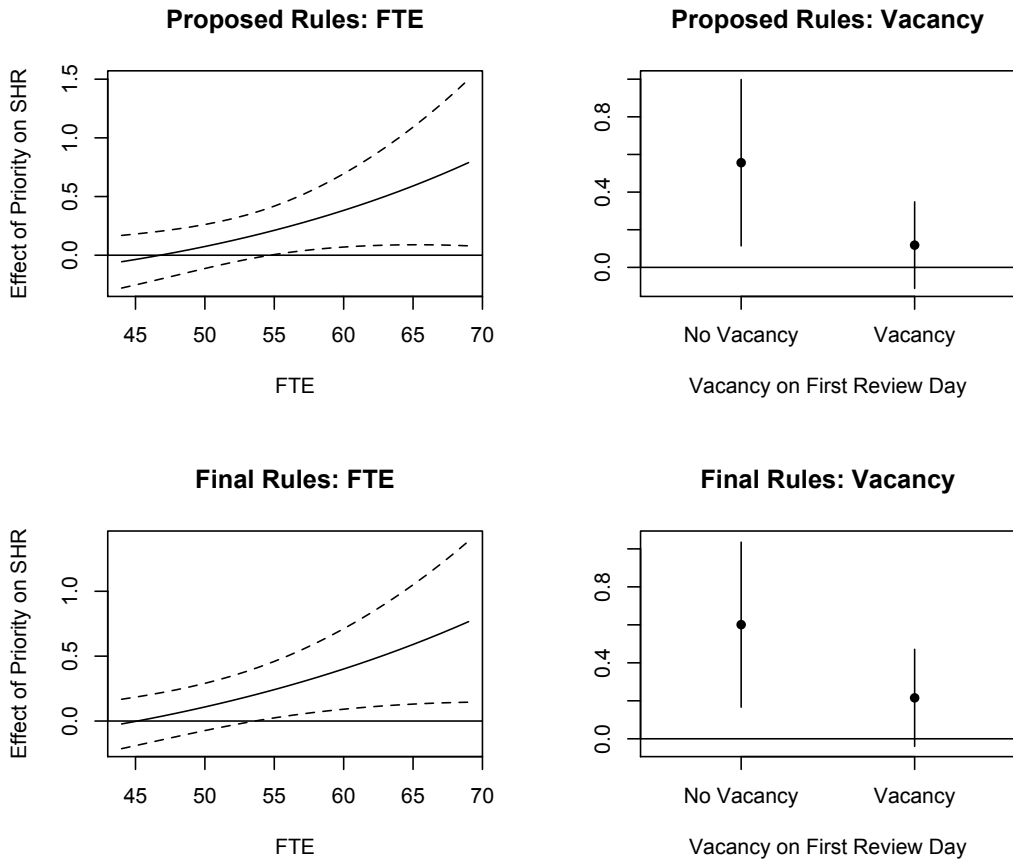 Proposed Rules: FTE
Effect of Priority on SHR
0.0 0.5 1.0 1.5
45 50 55 60 65 70
FTE
Proposed Rules: Vacancy
0.0 0.4 0.8
No Vacancy Vacancy
Vacancy on First Review Day
Final Rules: FTE
Effect of Priority on SHR
0.0 0.5 1.0
45 50 55 60 65 70
FTE
Final Rules: Vacancy
0.0 0.4 0.8
No Vacancy Vacancy
Vacancy on First Review Day